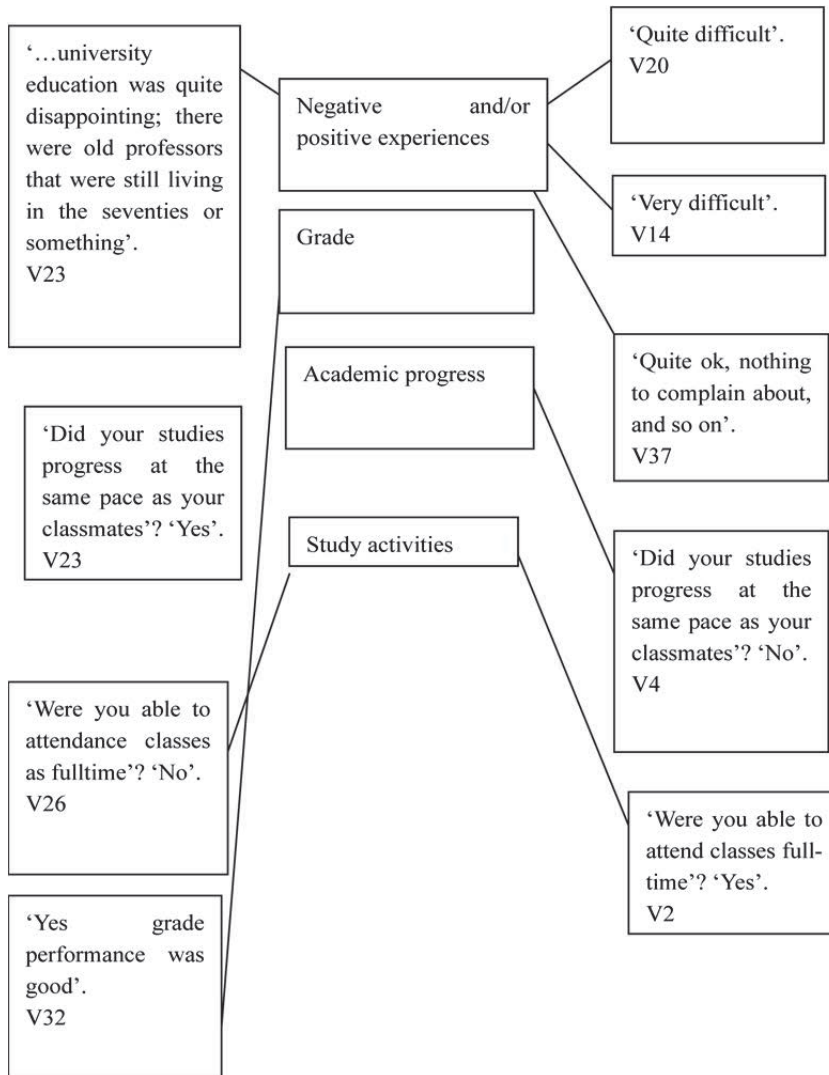 ‘…university
education was quite
disappointing; there
were old professors
that were still living
in the seventies or
something’.
V23
Negative and/or
positive experiences
‘Quite difficult’.
V20
‘Very difficult’.
V14
Grade
Academic progress
‘Quite ok, nothing
to complain about,
and so on’.
V37
‘Did your studies
progress at the
same pace as your
classmates’? ‘Yes’.
V23
Study activities
‘Did your studies
progress at the
same pace as your
classmates’? ‘No’.
V4
‘Were you able to
attendance classes
as fulltime’? ‘No’.
V26
‘Were you able to
attend classes full-
time’? ‘Yes’.
V2
‘Yes grade
performance was
good’.
V32